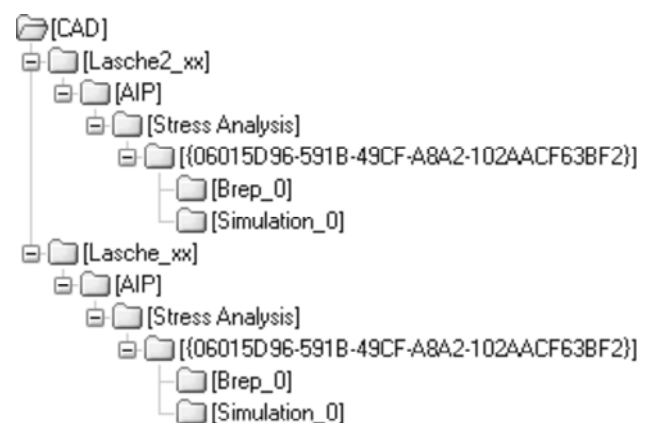 [CAD]
[Lasche2_xx]
[AIP]
[Stress Analysis]
[{06015D96-591B-49CF-A8A2-102AACF63BF2}]
[Brep_0]
[Simulation_0]
[Lasche_xx]
[AIP]
[Stress Analysis]
[{06015D96-591B-49CF-A8A2-102AACF63BF2}]
[Brep_0]
[Simulation_0]